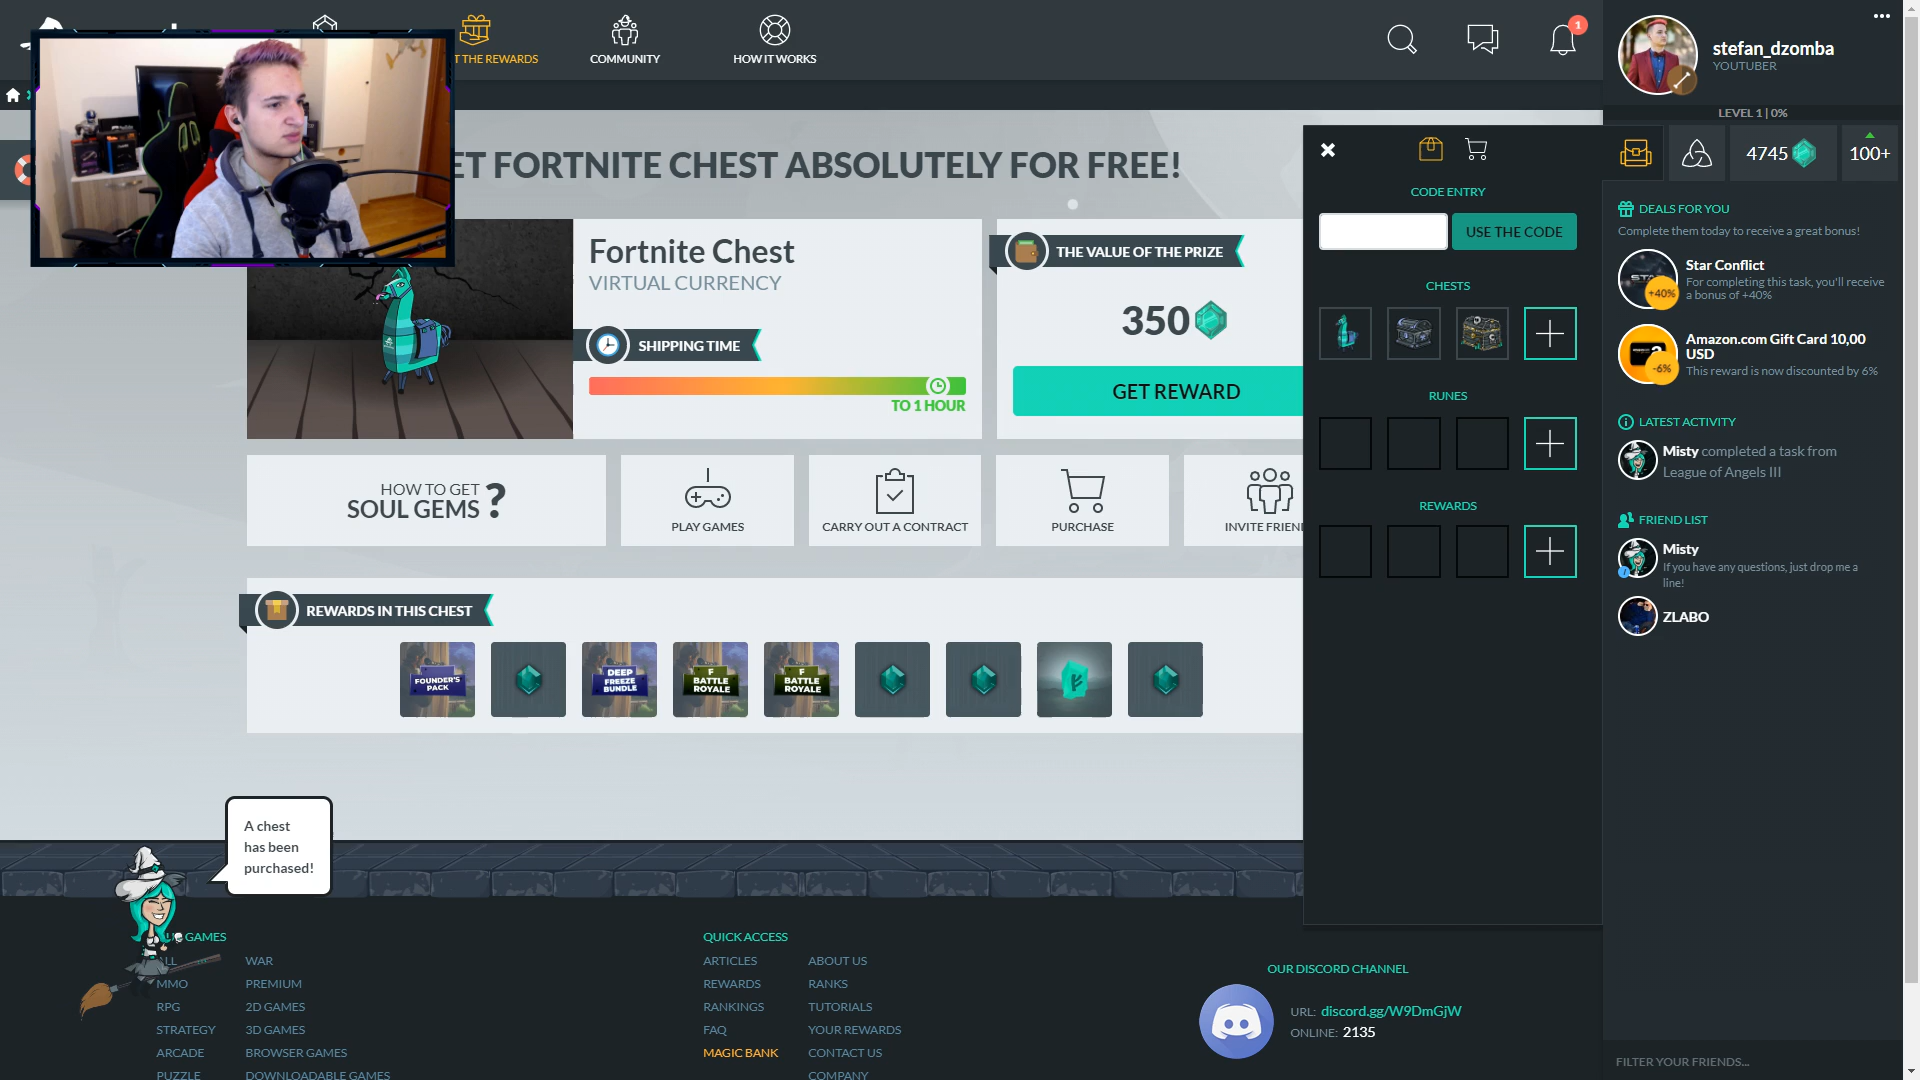 T THE REWARDS
COMMUNITY
HOW IT WORKS
1
stefan_dzomba
YOUTUBER
LEVEL 1 | 0%
4745
100+
ET FORTNITE CHEST ABSOLUTELY FOR FREE!
Fortnite Chest
VIRTUAL CURRENCY
SHIPPING TIME
TO 1 HOUR
THE VALUE OF THE PRIZE
350
GET REWARD
CODE ENTRY
USE THE CODE
CHESTS
RUNES
REWARDS
DEALS FOR YOU
Complete them today to receive a great bonus!
Star Conflict
For completing this task, you'll receive
a bonus of +40%
+40%
Amazon.com Gift Card 10,00
USD
This reward is now discounted by 6%
-6%
LATEST ACTIVITY
Misty completed a task from
League of Angels III
FRIEND LIST
Misty
If you have any questions, just drop me a
line!
ZLABO
HOW TO GET
SOUL GEMS ?
PLAY GAMES
CARRY OUT A CONTRACT
PURCHASE
INVITE FRIEN
REWARDS IN THIS CHEST
FOUNDER'S
PACK
DEEP
FREEZE
BUNDLE
F
BATTLE
ROYALE
F
BATTLE
ROYALE
A chest
has been
purchased!
GAMES
MMO
RPG
STRATEGY
ARCADE
PUZZLE
WAR
PREMIUM
2D GAMES
3D GAMES
BROWSER GAMES
DOWNLOADABLE GAMES
QUICK ACCESS
ARTICLES
REWARDS
RANKINGS
FAQ
MAGIC BANK
ABOUT US
RANKS
TUTORIALS
YOUR REWARDS
CONTACT US
COMPANY
OUR DISCORD CHANNEL
URL: discord.gg/W9DmGjW
ONLINE: 2135
FILTER YOUR FRIENDS...